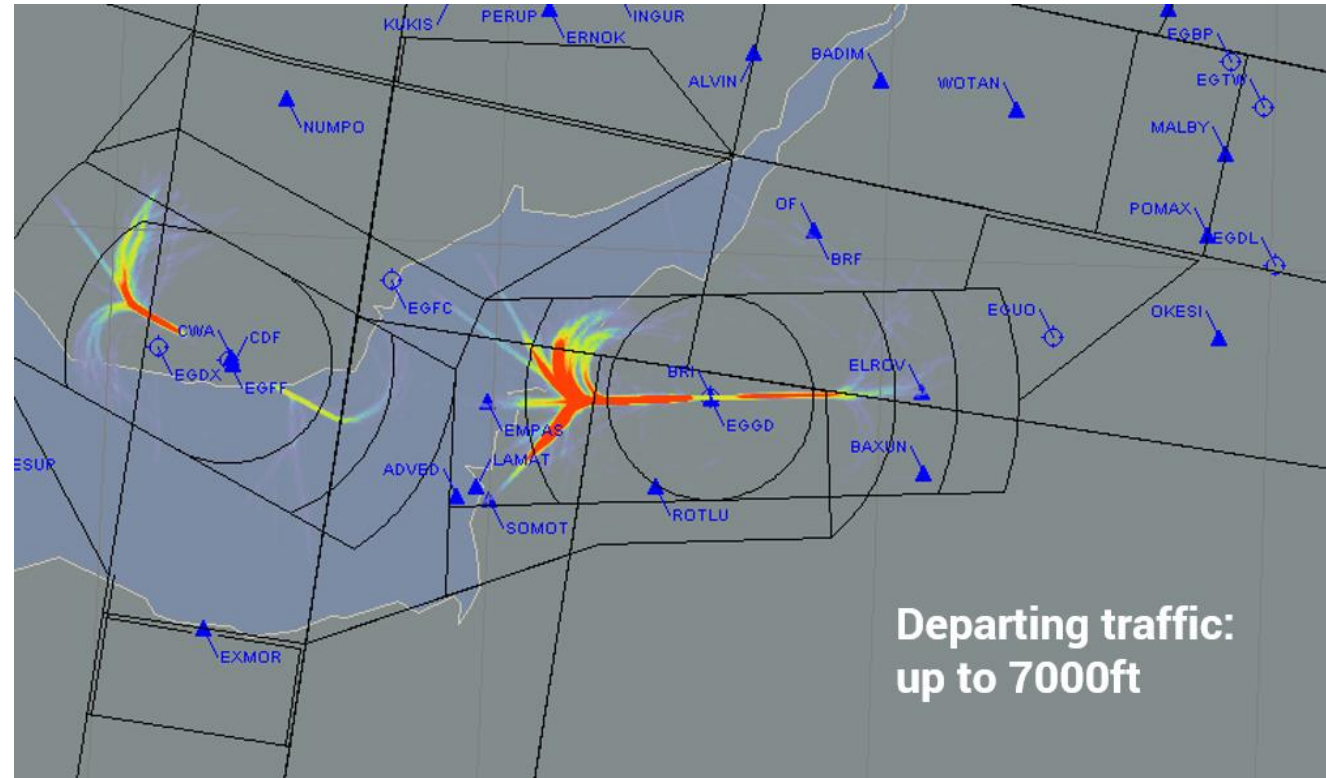 PERUP
INGUR
KUKIS
ERNOK
EGBP
BADIM
ALVIN
WOTAN
EGTW
NUMPO
MALBY
OF
POMAX
EGDL
BRF
EGFC
EGUO
OKESI
CWA
CDF
EGDX
EGFF
BRI
ELROV
EGGD
EMPAS
BAXUN
ESUP
ADVED
LAMAT
ROTLU
SOMOT
Departing traffic:
up to 7000ft
EXMOR